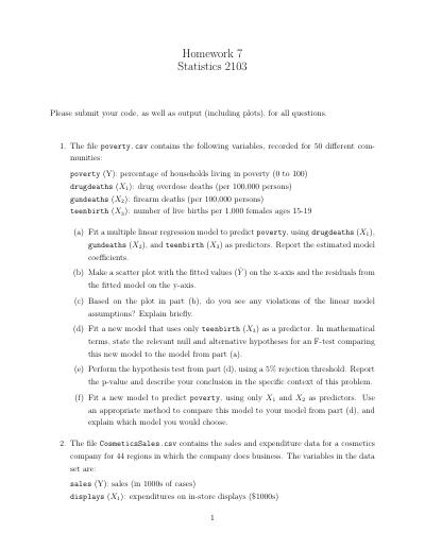 Homework 7
Statistics 2103
Please submit your code, as well as output (including plots), for all questions.
1. The file poverty.csv contains the following variables, recorded for 50 different com-
munities:
poverty (Y): percentage of households living in poverty (0 to 100)
drugdeaths (X₁): drug overdose deaths (per 100,000 persons)
gundeaths (X₂): firearm deaths (per 100,000 persons)
teenbirth (X₃): number of live births per 1,000 females ages 15-19
(a) Fit a multiple linear regression model to predict poverty, using drugdeaths (X₁),
gundeaths (X₂), and teenbirth (X₃) as predictors. Report the estimated model
coefficients.
(b) Make a scatter plot with the fitted values (Ŷ) on the x-axis and the residuals from
the fitted model on the y-axis.
(c) Based on the plot in part (b), do you see any violations of the linear model
assumptions? Explain briefly.
(d) Fit a new model that uses only teenbirth (X₃) as a predictor. In mathematical
terms, state the relevant null and alternative hypotheses for an F-test comparing
this new model to the model from part (a).
(e) Perform the hypothesis test from part (d), using a 5% rejection threshold. Report
the p-value and describe your conclusion in the specific context of this problem.
(f) Fit a new model to predict poverty, using only X₁ and X₂ as predictors. Use
an appropriate method to compare this model to your model from part (d), and
explain which model you would choose.
2. The file CosmeticsSales.csv contains the sales and expenditure data for a cosmetics
company for 44 regions in which the company does business. The variables in the data
set are:
sales (Y): sales (in 1000s of cases)
displays (X₁): expenditures on in-store displays ($1000s)
1